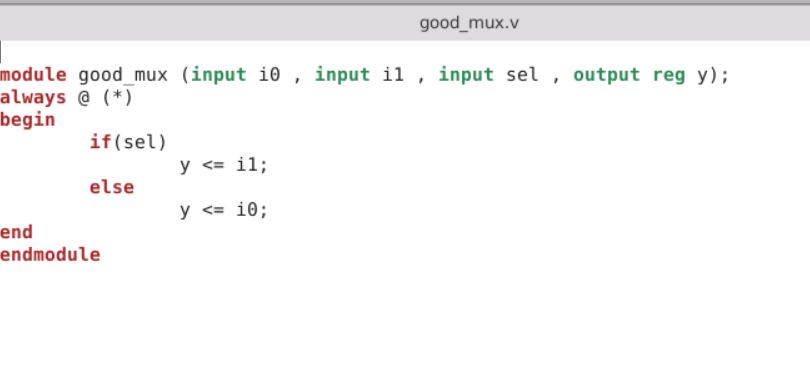 good_mux.v
module good_mux (input i0 , input i1 , input sel , output reg y);
always @ (*)
begin
        if(sel)
                y <= i1;
        else
                y <= i0;
end
endmodule